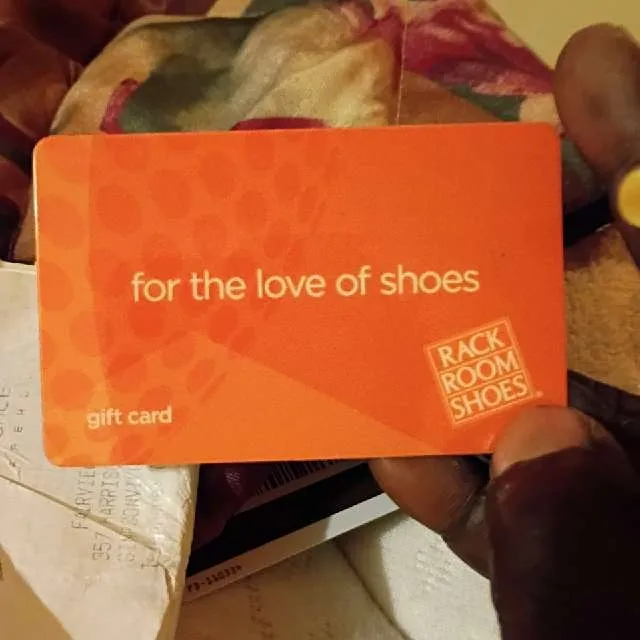 for the love of shoes
gift card
RACK
ROOM
SHOES